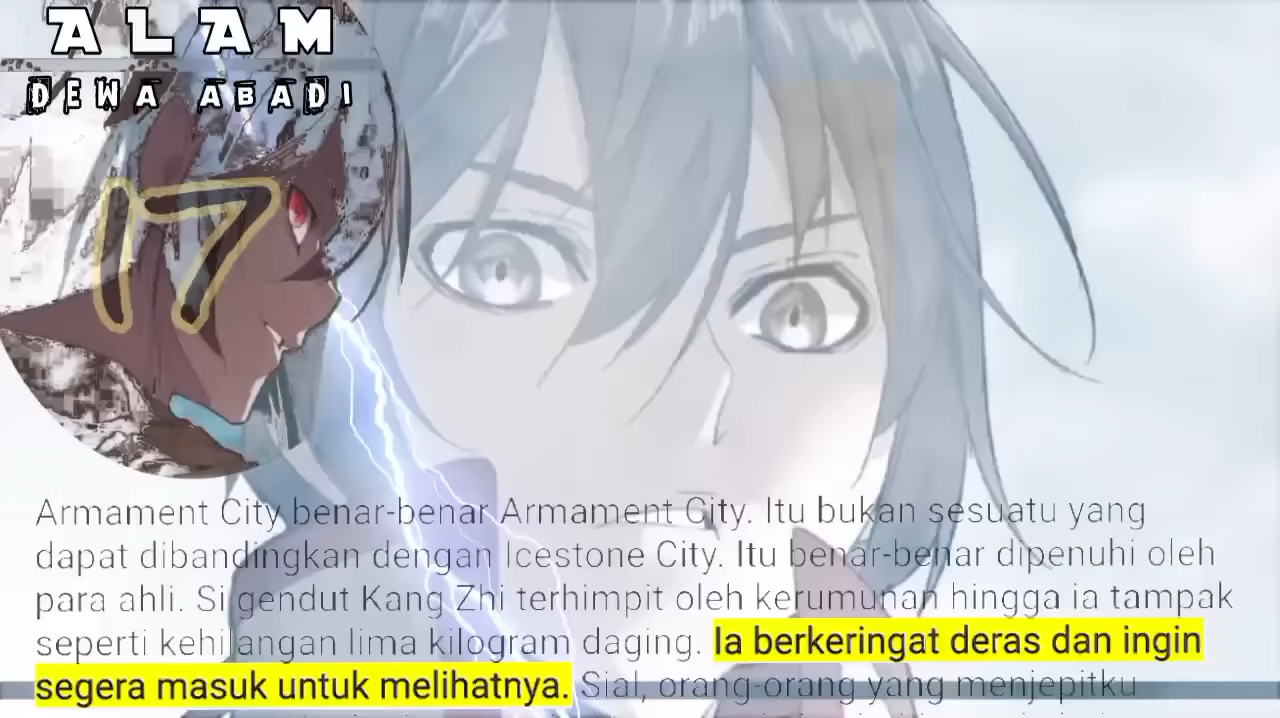 ALAM
DEWA ABADI
17
Armament City benar-benar Armament City. Itu bukan sesuatu yang
dapat dibandingkan dengan Icestone City. Itu benar-benar dipenuhi oleh
para ahli. Si gendut Kang Zhi terhimpit oleh kerumunan hingga ia tampak
seperti kehilangan lima kilogram daging. Ia berkeringat deras dan ingin
segera masuk untuk melihatnya. Sial, orang-orang yang menjepitku